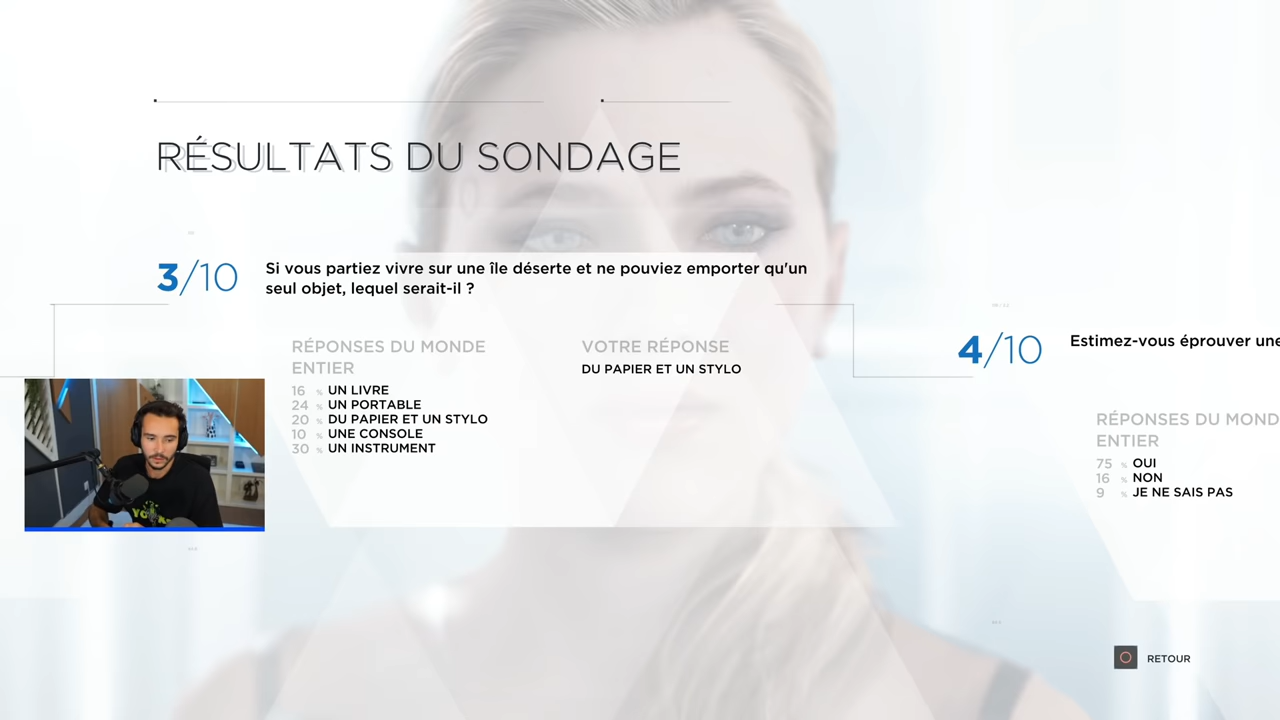 RÉSULTATS DU SONDAGE
3/10
Si vous partiez vivre sur une île déserte et ne pouviez emporter qu'un
seul objet, lequel serait-il ?
RÉPONSES DU MONDE
ENTIER
16 % UN LIVRE
24 % UN PORTABLE
20 % DU PAPIER ET UN STYLO
10 % UNE CONSOLE
30 % UN INSTRUMENT
VOTRE RÉPONSE
DU PAPIER ET UN STYLO
4/10
Estimez-vous éprouver une
RÉPONSES DU MOND
ENTIER
75 % OUI
16 % NON
9 % JE NE SAIS PAS
RETOUR